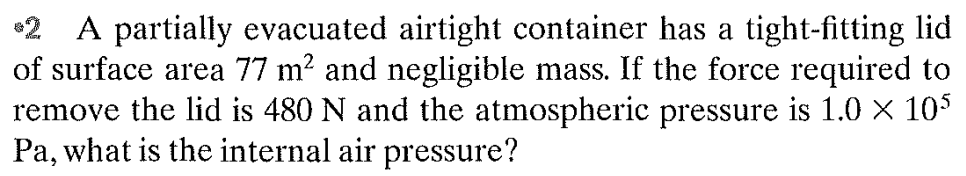 •2 A partially evacuated airtight container has a tight-fitting lid
of surface area 77 m² and negligible mass. If the force required to
remove the lid is 480 N and the atmospheric pressure is 1.0 × 10⁵
Pa, what is the internal air pressure?